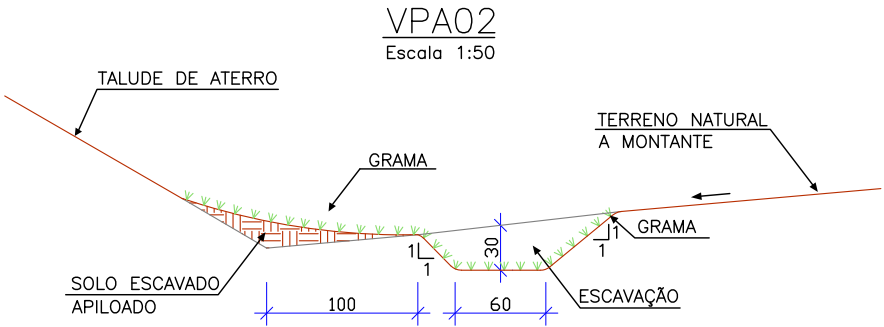 VPA02
Escala 1:50
TALUDE DE ATERRO
TERRENO NATURAL
A MONTANTE
GRAMA
GRAMA
30
1
1
1
1
SOLO ESCAVADO
APILOADO
ESCAVAÇÃO
100
60